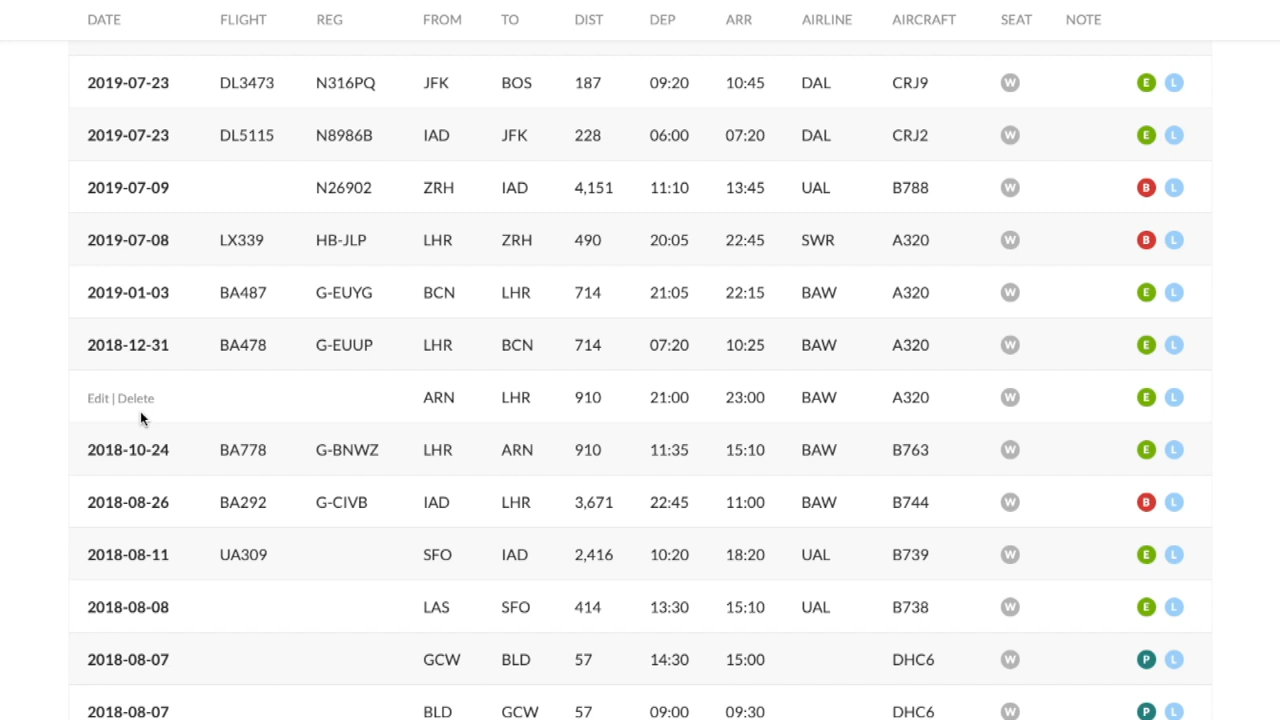 DATE FLIGHT REG FROM TO DIST DEP ARR AIRLINE AIRCRAFT SEAT NOTE
2019-07-23 DL3473 N316PQ JFK BOS 187 09:20 10:45 DAL CRJ9 W E L
2019-07-23 DL5115 N8986B IAD JFK 228 06:00 07:20 DAL CRJ2 W E L
2019-07-09 N26902 ZRH IAD 4,151 11:10 13:45 UAL B788 W B L
2019-07-08 LX339 HB-JLP LHR ZRH 490 20:05 22:45 SWR A320 W B L
2019-01-03 BA487 G-EUYG BCN LHR 714 21:05 22:15 BAW A320 W E L
2018-12-31 BA478 G-EUUP LHR BCN 714 07:20 10:25 BAW A320 W E L
Edit | Delete ARN LHR 910 21:00 23:00 BAW A320 W E L
2018-10-24 BA778 G-BNWZ LHR ARN 910 11:35 15:10 BAW B763 W E L
2018-08-26 BA292 G-CIVB IAD LHR 3,671 22:45 11:00 BAW B744 W B L
2018-08-11 UA309 SFO IAD 2,416 10:20 18:20 UAL B739 W E L
2018-08-08 LAS SFO 414 13:30 15:10 UAL B738 W E L
2018-08-07 GCW BLD 57 14:30 15:00 DHC6 W P L
2018-08-07 BLD GCW 57 09:00 09:30 DHC6 W P L